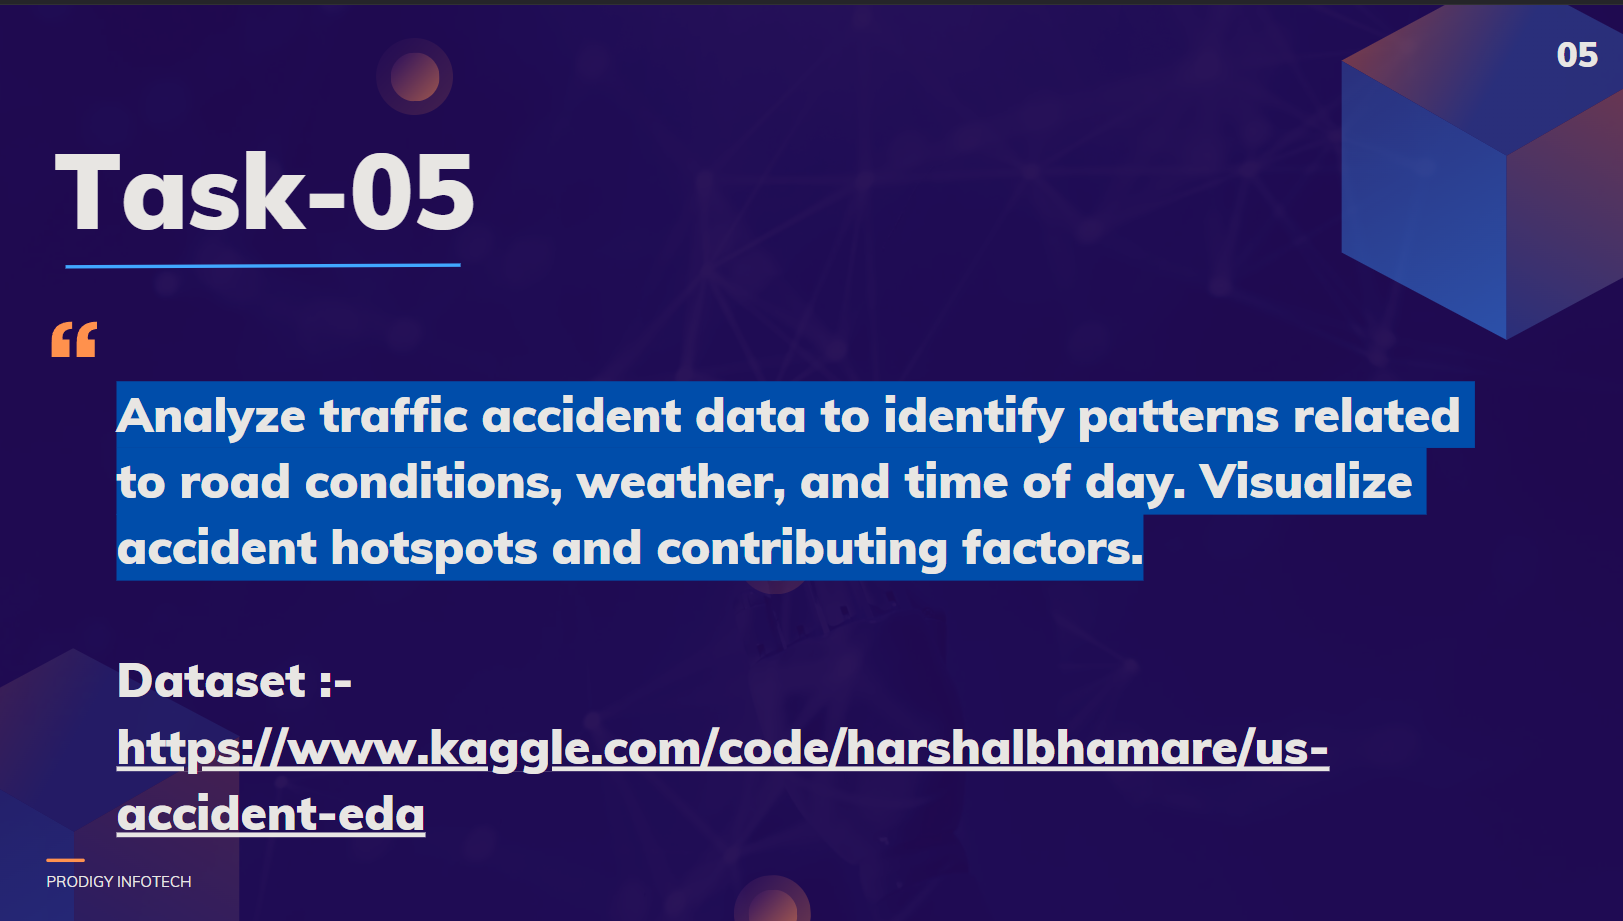 05
Task-05
“
Analyze traffic accident data to identify patterns related
to road conditions, weather, and time of day. Visualize
accident hotspots and contributing factors.
Dataset :-
https://www.kaggle.com/code/harshalbhamare/us-
accident-eda
PRODIGY INFOTECH